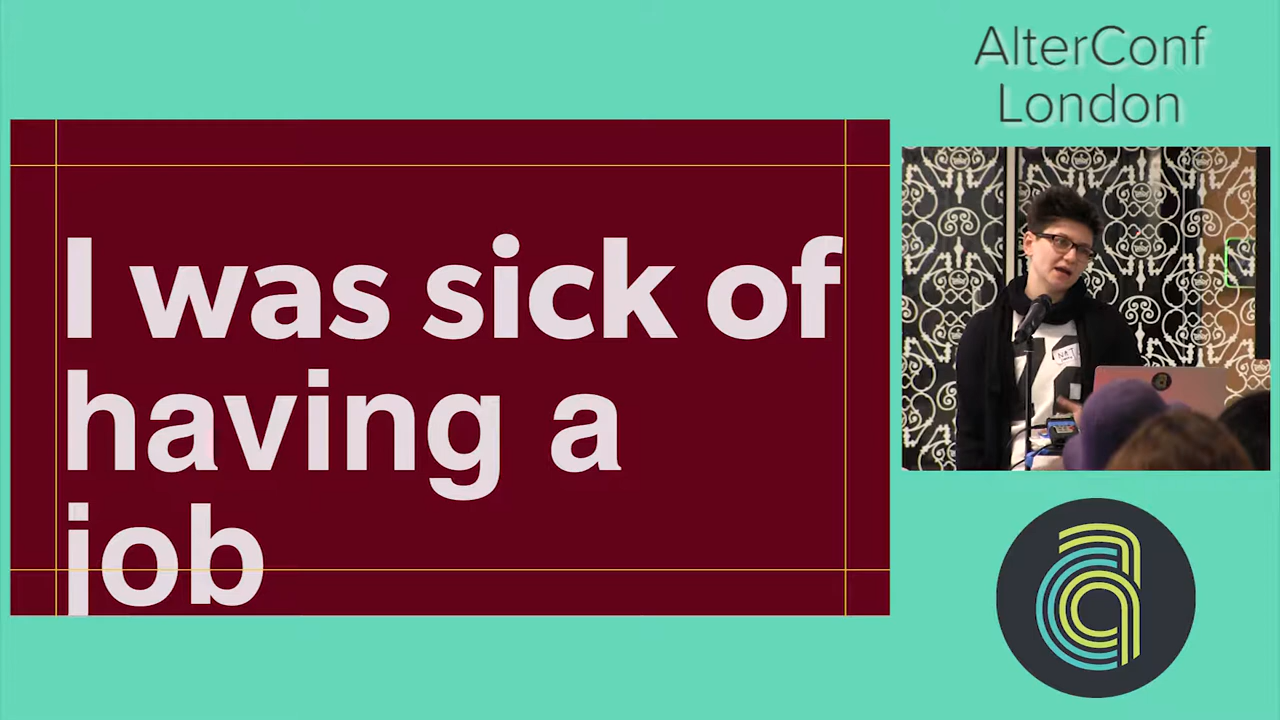 AlterConf
London
I was sick of
having a
job